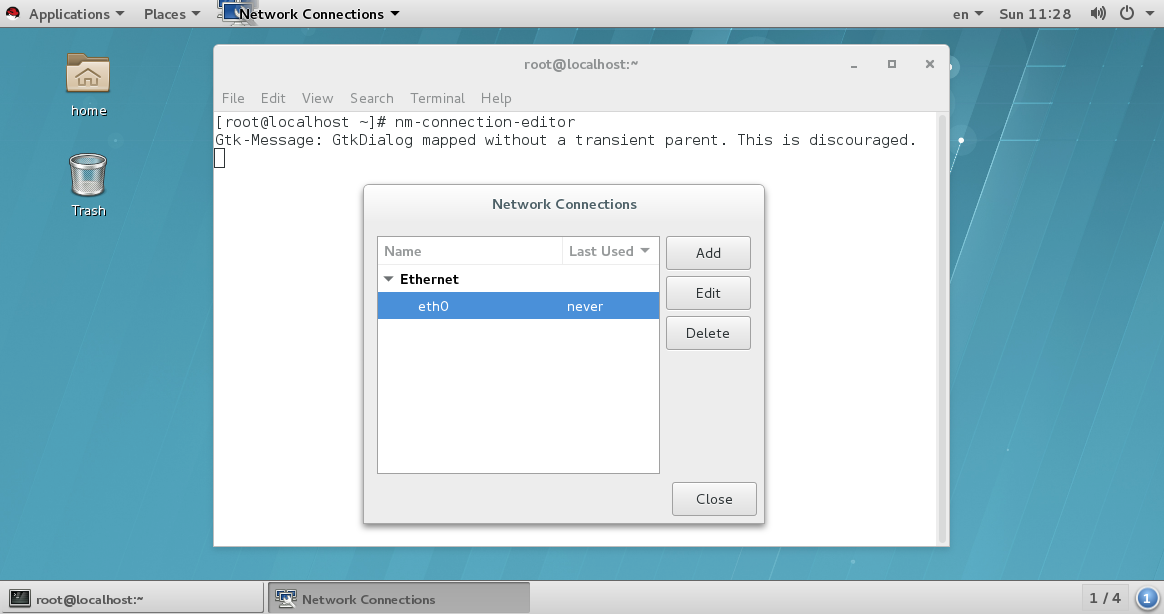 Applications Places Network Connections en Sun 11:28
home
Trash
root@localhost:~
File Edit View Search Terminal Help
[root@localhost ~]# nm-connection-editor
Gtk-Message: GtkDialog mapped without a transient parent. This is discouraged.
Network Connections
Name Last Used
Ethernet
eth0 never
Add
Edit
Delete
Close
root@localhost:~ Network Connections 1 / 4 1